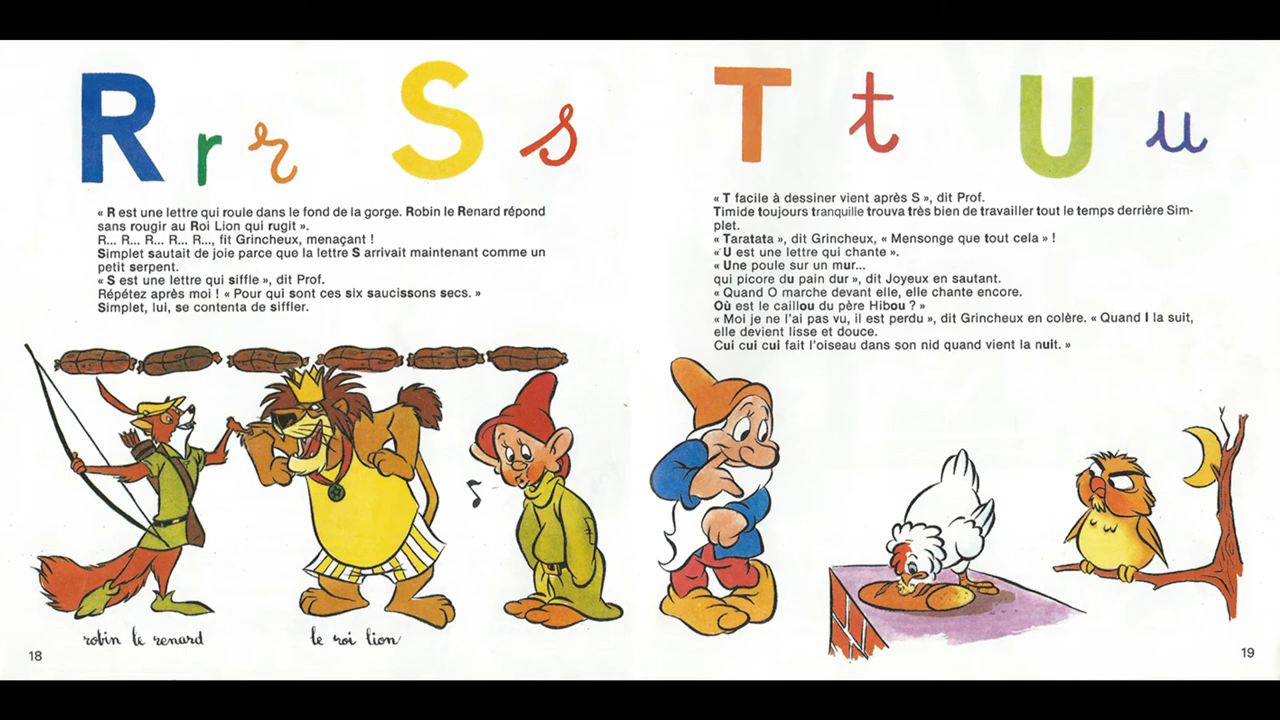 R r r S s
« R est une lettre qui roule dans le fond de la gorge. Robin le Renard répond
sans rougir au Roi Lion qui rugit ».
R... R... R... R... R..., fit Grincheux, menaçant !
Simplet sautait de joie parce que la lettre S arrivait maintenant comme un
petit serpent.
« S est une lettre qui siffle », dit Prof.
Répétez après moi ! « Pour qui sont ces six saucissons secs. »
Simplet, lui, se contenta de siffler.
robin le renard
le roi lion
18
T t U u
« T facile à dessiner vient après S », dit Prof.
Timide toujours tranquille trouva très bien de travailler tout le temps derrière Sim-
plet.
« Taratata », dit Grincheux, « Mensonge que tout cela » !
« U est une lettre qui chante ».
« Une poule sur un mur...
qui picore du pain dur », dit Joyeux en sautant.
« Quand O marche devant elle, elle chante encore.
Où est le caillou du père Hibou ? »
« Moi je ne l'ai pas vu, il est perdu », dit Grincheux en colère. « Quand I la suit,
elle devient lisse et douce.
Cui cui cui fait l'oiseau dans son nid quand vient la nuit. »
19